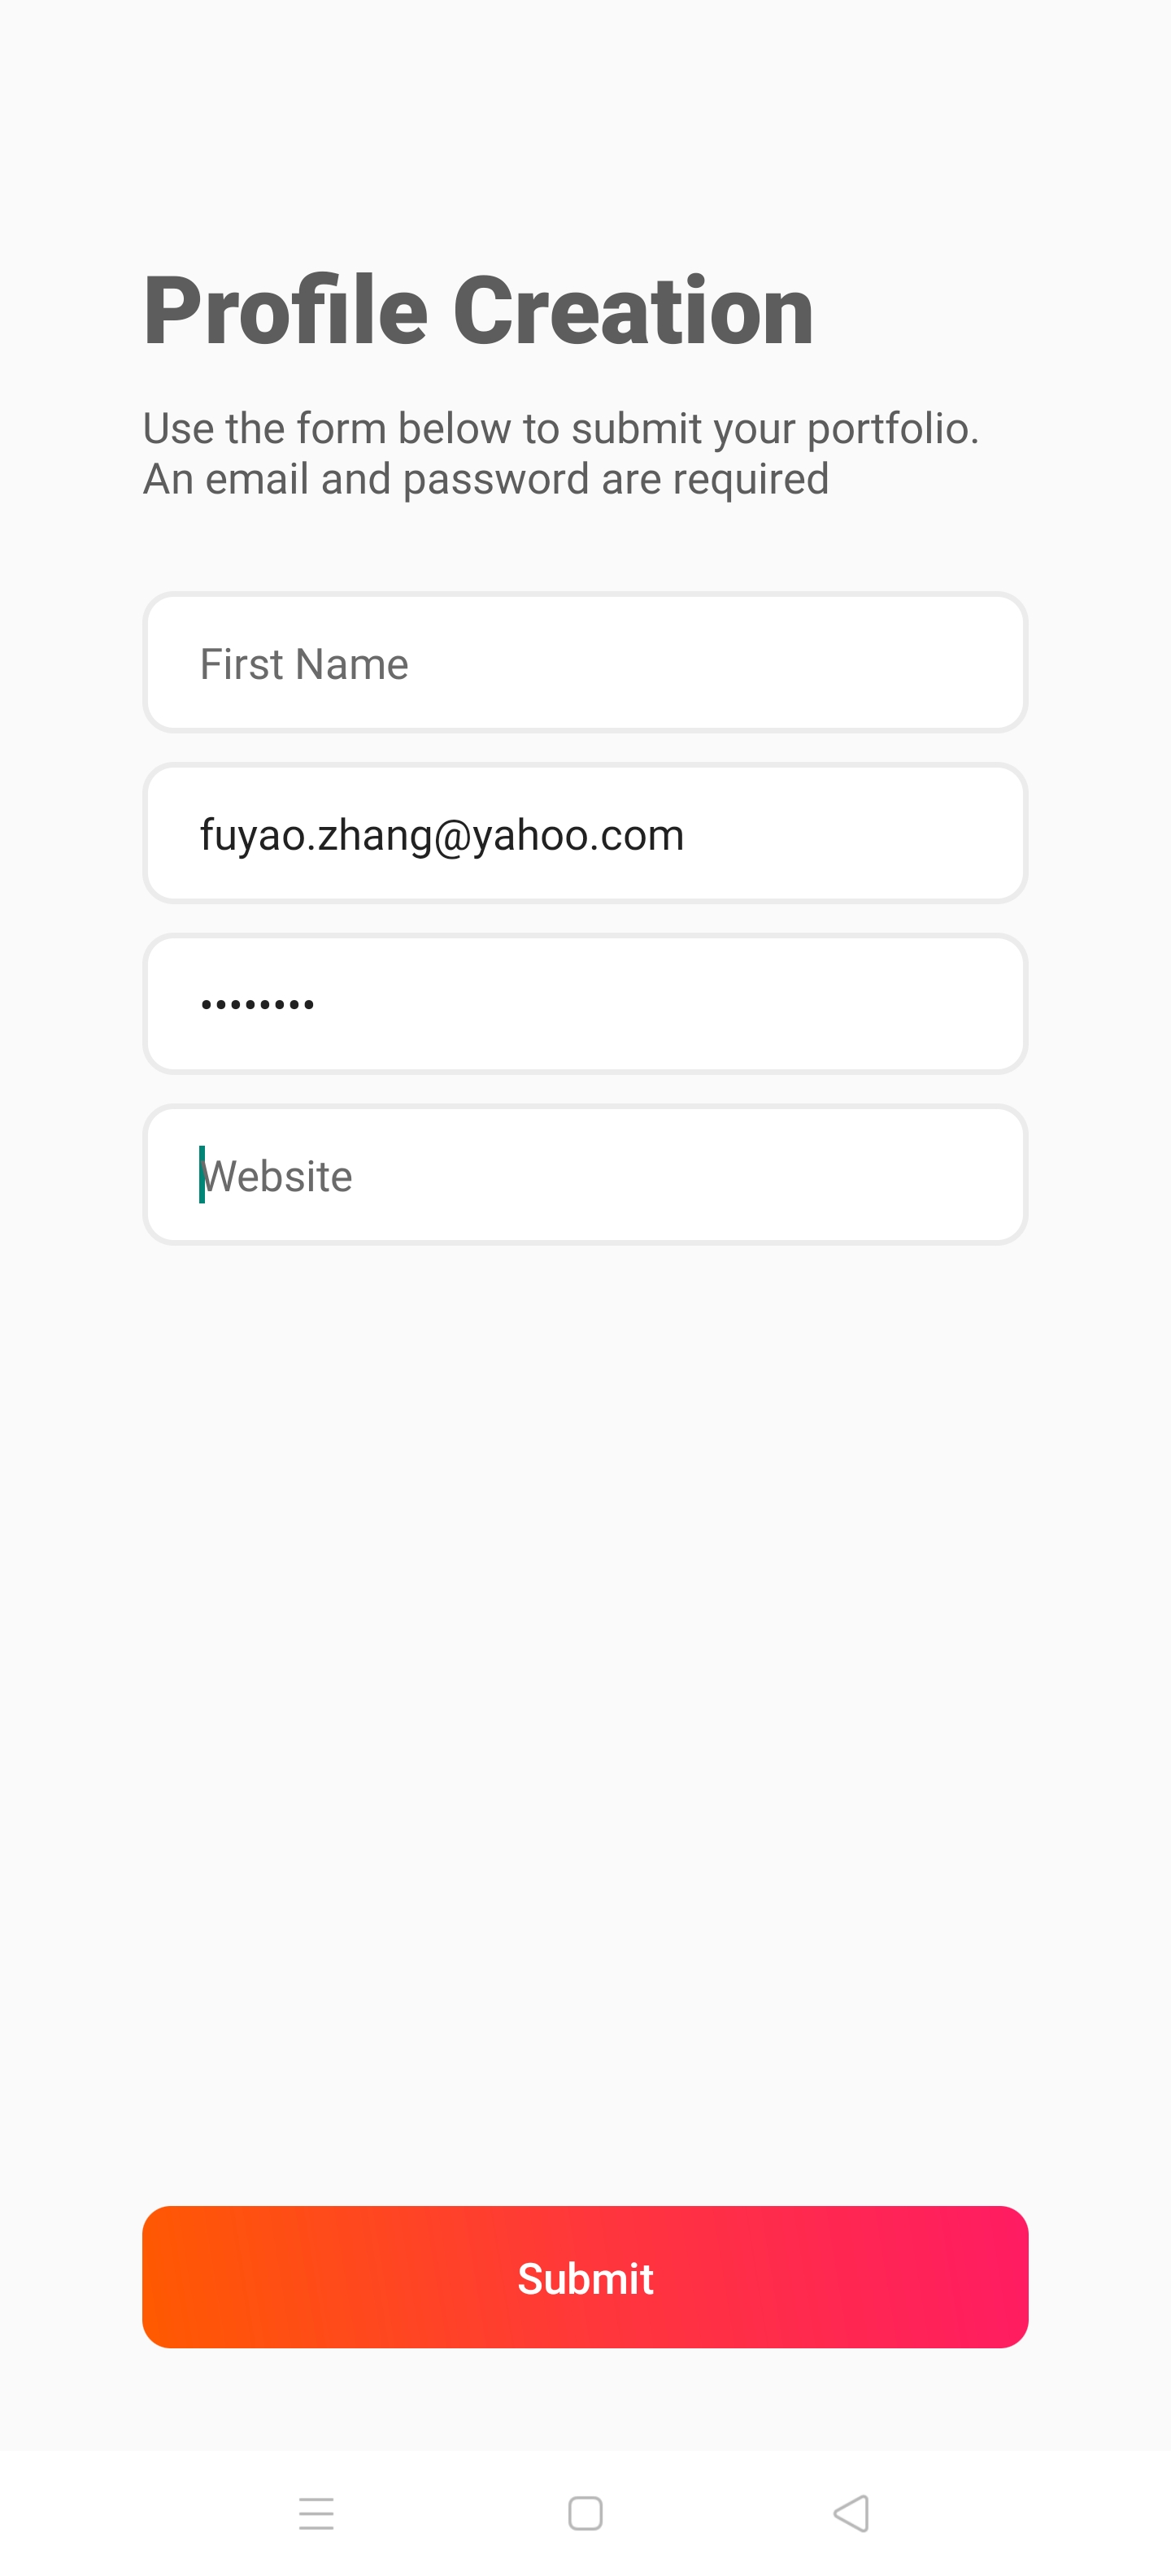 Profile Creation
Use the form below to submit your portfolio.
An email and password are required
First Name
fuyao.zhang@yahoo.com
••••••••
Website
Submit